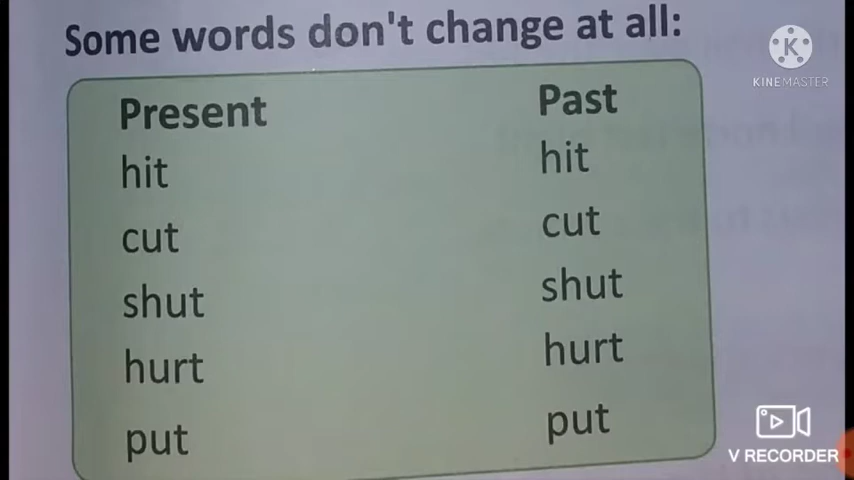 Some words don't change at all:
KINEMASTER
Present Past
hit hit
cut cut
shut shut
hurt hurt
put put
V RECORDER